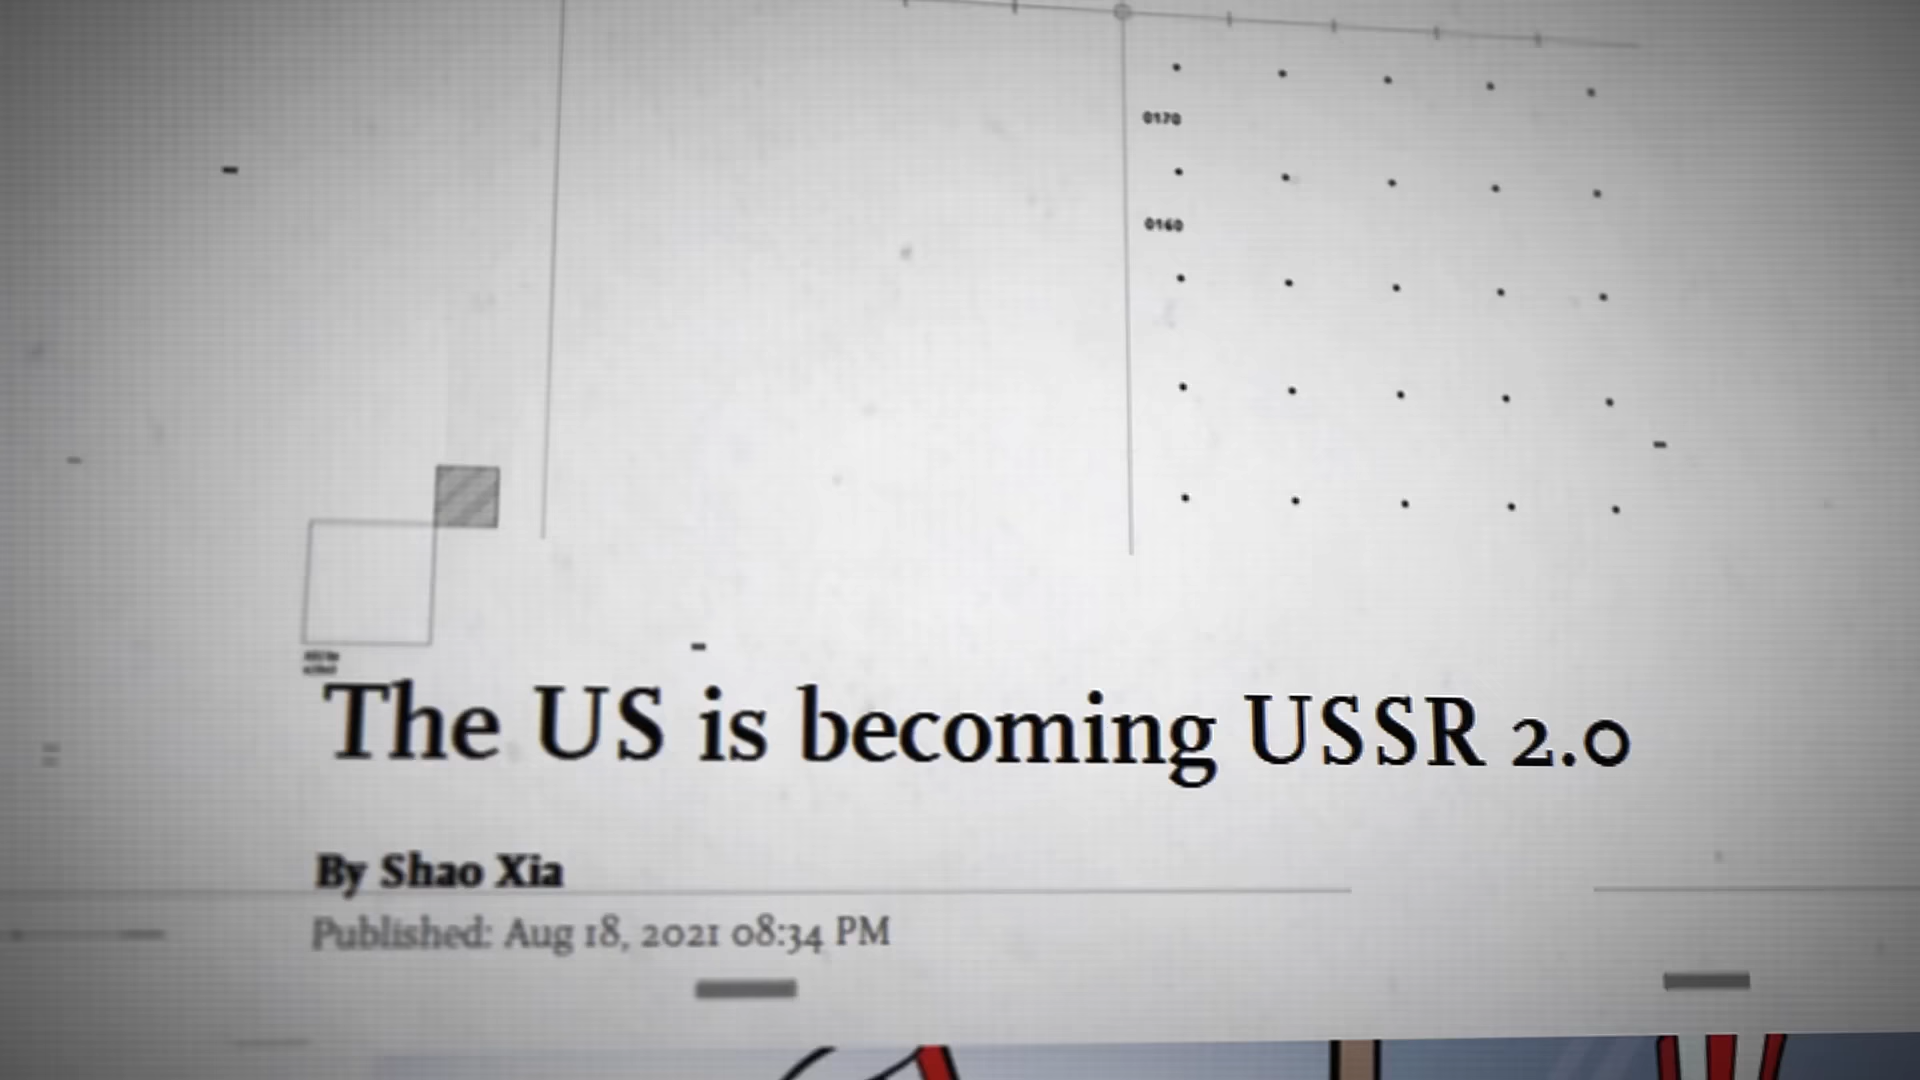 0170
0160
The US is becoming USSR 2.0
By Shao Xia
Published: Aug 18, 2021 08:34 PM